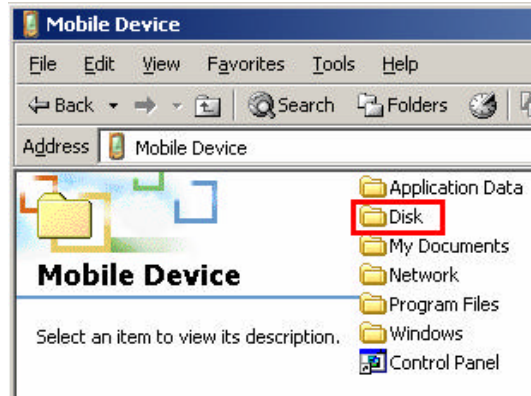 Mobile Device
File Edit View Favorites Tools Help
Back Search Folders
Address Mobile Device
Application Data
Disk
My Documents
Network
Program Files
Windows
Control Panel
Mobile Device
Select an item to view its description.